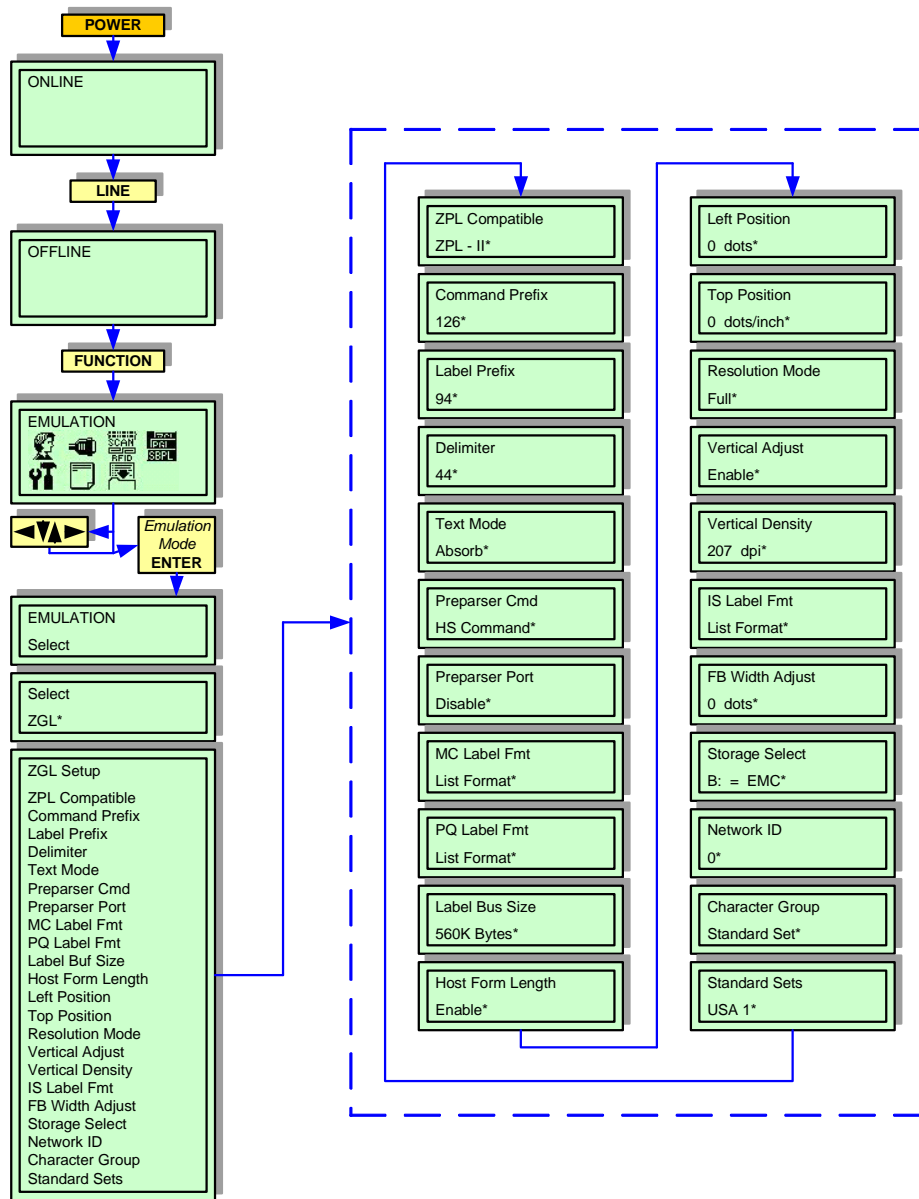 POWER
ONLINE
LINE
OFFLINE
FUNCTION
EMULATION
SCAN
RFID
PGL
SBPL
Emulation
Mode
ENTER
EMULATION
Select
Select
ZGL*
ZGL Setup
ZPL Compatible
Command Prefix
Label Prefix
Delimiter
Text Mode
Preparser Cmd
Preparser Port
MC Label Fmt
PQ Label Fmt
Label Buf Size
Host Form Length
Left Position
Top Position
Resolution Mode
Vertical Adjust
Vertical Density
IS Label Fmt
FB Width Adjust
Storage Select
Network ID
Character Group
Standard Sets
ZPL Compatible
ZPL - II*
Command Prefix
126*
Label Prefix
94*
Delimiter
44*
Text Mode
Absorb*
Preparser Cmd
HS Command*
Preparser Port
Disable*
MC Label Fmt
List Format*
PQ Label Fmt
List Format*
Label Bus Size
560K Bytes*
Host Form Length
Enable*
Left Position
0 dots*
Top Position
0 dots/inch*
Resolution Mode
Full*
Vertical Adjust
Enable*
Vertical Density
207 dpi*
IS Label Fmt
List Format*
FB Width Adjust
0 dots*
Storage Select
B: = EMC*
Network ID
0*
Character Group
Standard Set*
Standard Sets
USA 1*